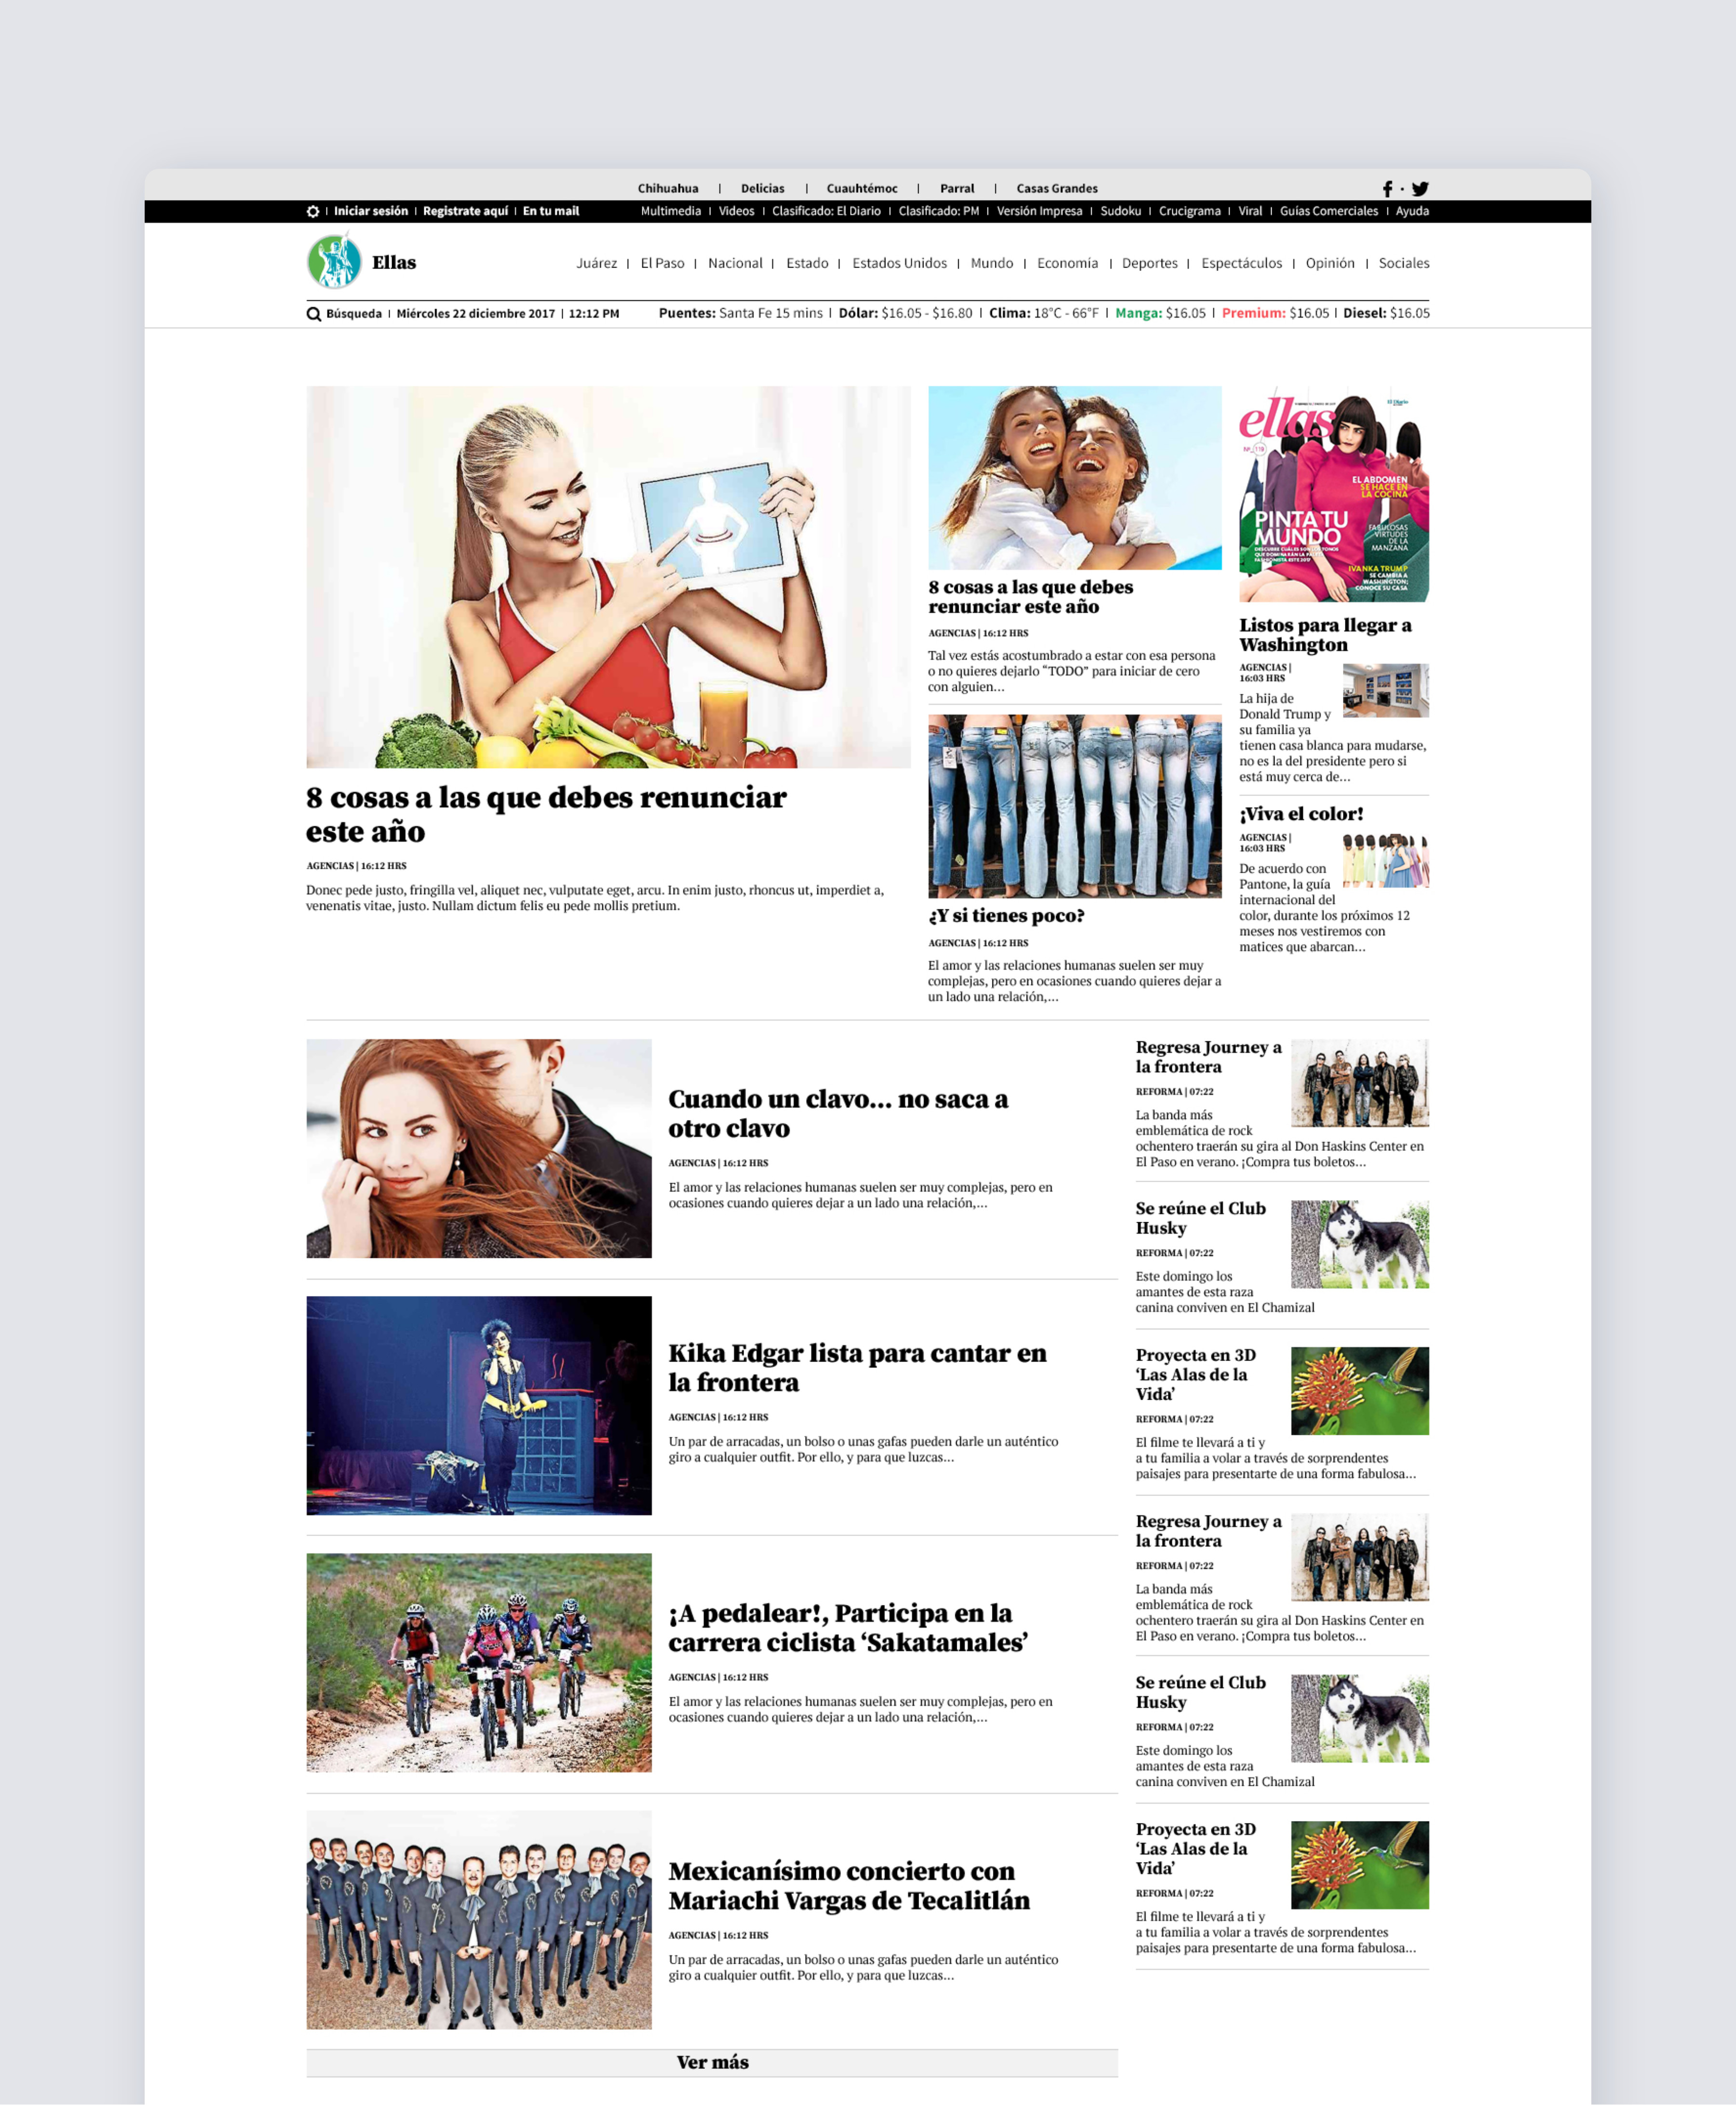 Chihuahua | Delicias | Cuauhtémoc | Parral | Casas Grandes
Iniciar sesión | Registrate aquí | En tu mail
Multimedia | Videos | Clasificado: El Diario | Clasificado: PM | Versión Impresa | Sudoku | Crucigrama | Viral | Guías Comerciales | Ayuda
Ellas
Juárez | El Paso | Nacional | Estado | Estados Unidos | Mundo | Economía | Deportes | Espectáculos | Opinión | Sociales
Búsqueda | Miércoles 22 diciembre 2017 | 12:12 PM
Puentes: Santa Fe 15 mins | Dólar: $16.05 - $16.80 | Clima: 18°C - 66°F | Manga: $16.05 | Premium: $16.05 | Diesel: $16.05
8 cosas a las que debes renunciar
este año
AGENCIAS | 16:12 HRS
Donec pede justo, fringilla vel, aliquet nec, vulputate eget, arcu. In enim justo, rhoncus ut, imperdiet a,
venenatis vitae, justo. Nullam dictum felis eu pede mollis pretium.
8 cosas a las que debes
renunciar este año
AGENCIAS | 16:12 HRS
Tal vez estás acostumbrado a estar con esa persona
o no quieres dejarlo “TODO” para iniciar de cero
con alguien...
¿Y si tienes poco?
AGENCIAS | 16:12 HRS
El amor y las relaciones humanas suelen ser muy
complejas, pero en ocasiones cuando quieres dejar a
un lado una relación,...
El Diario
ellas
EL ABDOMEN
SE HACE EN
LA COCINA
PINTA TU
MUNDO
FABULOSAS
VIRTUDES
DE LA
MANZANA
IVANKA TRUMP
SE CAMBIA A
WASHINGTON;
CONOCE SU CASA
Listos para llegar a
Washington
AGENCIAS |
16:03 HRS
La hija de
Donald Trump y
su familia ya
tienen casa blanca para mudarse,
no es la del presidente pero si
está muy cerca de...
¡Viva el color!
AGENCIAS |
16:03 HRS
De acuerdo con
Pantone, la guía
internacional del
color, durante los próximos 12
meses nos vestiremos con
matices que abarcan...
Cuando un clavo... no saca a
otro clavo
AGENCIAS | 16:12 HRS
El amor y las relaciones humanas suelen ser muy complejas, pero en
ocasiones cuando quieres dejar a un lado una relación,...
Kika Edgar lista para cantar en
la frontera
AGENCIAS | 16:12 HRS
Un par de arracadas, un bolso o unas gafas pueden darle un auténtico
giro a cualquier outfit. Por ello, y para que luzcas...
¡A pedalear!, Participa en la
carrera ciclista ‘Sakatamales’
AGENCIAS | 16:12 HRS
El amor y las relaciones humanas suelen ser muy complejas, pero en
ocasiones cuando quieres dejar a un lado una relación,...
Mexicanísimo concierto con
Mariachi Vargas de Tecalitlán
AGENCIAS | 16:12 HRS
Un par de arracadas, un bolso o unas gafas pueden darle un auténtico
giro a cualquier outfit. Por ello, y para que luzcas...
Ver más
Regresa Journey a
la frontera
REFORMA | 07:22
La banda más
emblemática de rock
ochentero traerán su gira al Don Haskins Center en
El Paso en verano. ¡Compra tus boletos...
Se reúne el Club
Husky
REFORMA | 07:22
Este domingo los
amantes de esta raza
canina conviven en El Chamizal
Proyecta en 3D
‘Las Alas de la
Vida’
REFORMA | 07:22
El filme te llevará a ti y
a tu familia a volar a través de sorprendentes
paisajes para presentarte de una forma fabulosa...
Regresa Journey a
la frontera
REFORMA | 07:22
La banda más
emblemática de rock
ochentero traerán su gira al Don Haskins Center en
El Paso en verano. ¡Compra tus boletos...
Se reúne el Club
Husky
REFORMA | 07:22
Este domingo los
amantes de esta raza
canina conviven en El Chamizal
Proyecta en 3D
‘Las Alas de la
Vida’
REFORMA | 07:22
El filme te llevará a ti y
a tu familia a volar a través de sorprendentes
paisajes para presentarte de una forma fabulosa...